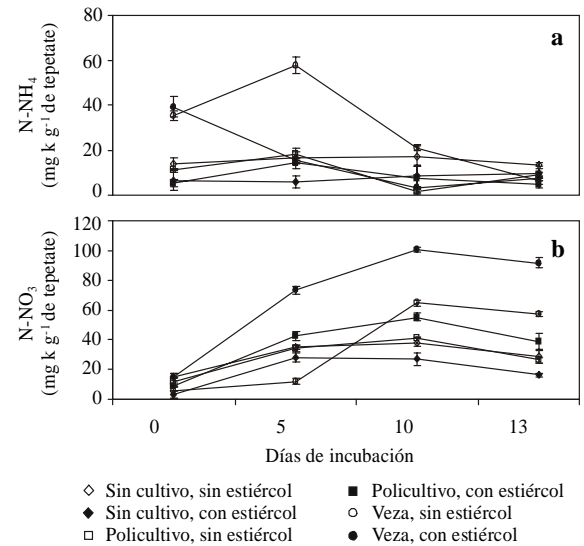 a
N-NH4
(mg k g-1 de tepetate)
80
60
40
20
0
b
N-NO3
(mg k g-1 de tepetate)
120
100
80
60
40
20
0
0 5 10 13
Días de incubación
Sin cultivo, sin estiércol
Sin cultivo, con estiércol
Policultivo, sin estiércol
Policultivo, con estiércol
Veza, sin estiércol
Veza, con estiércol